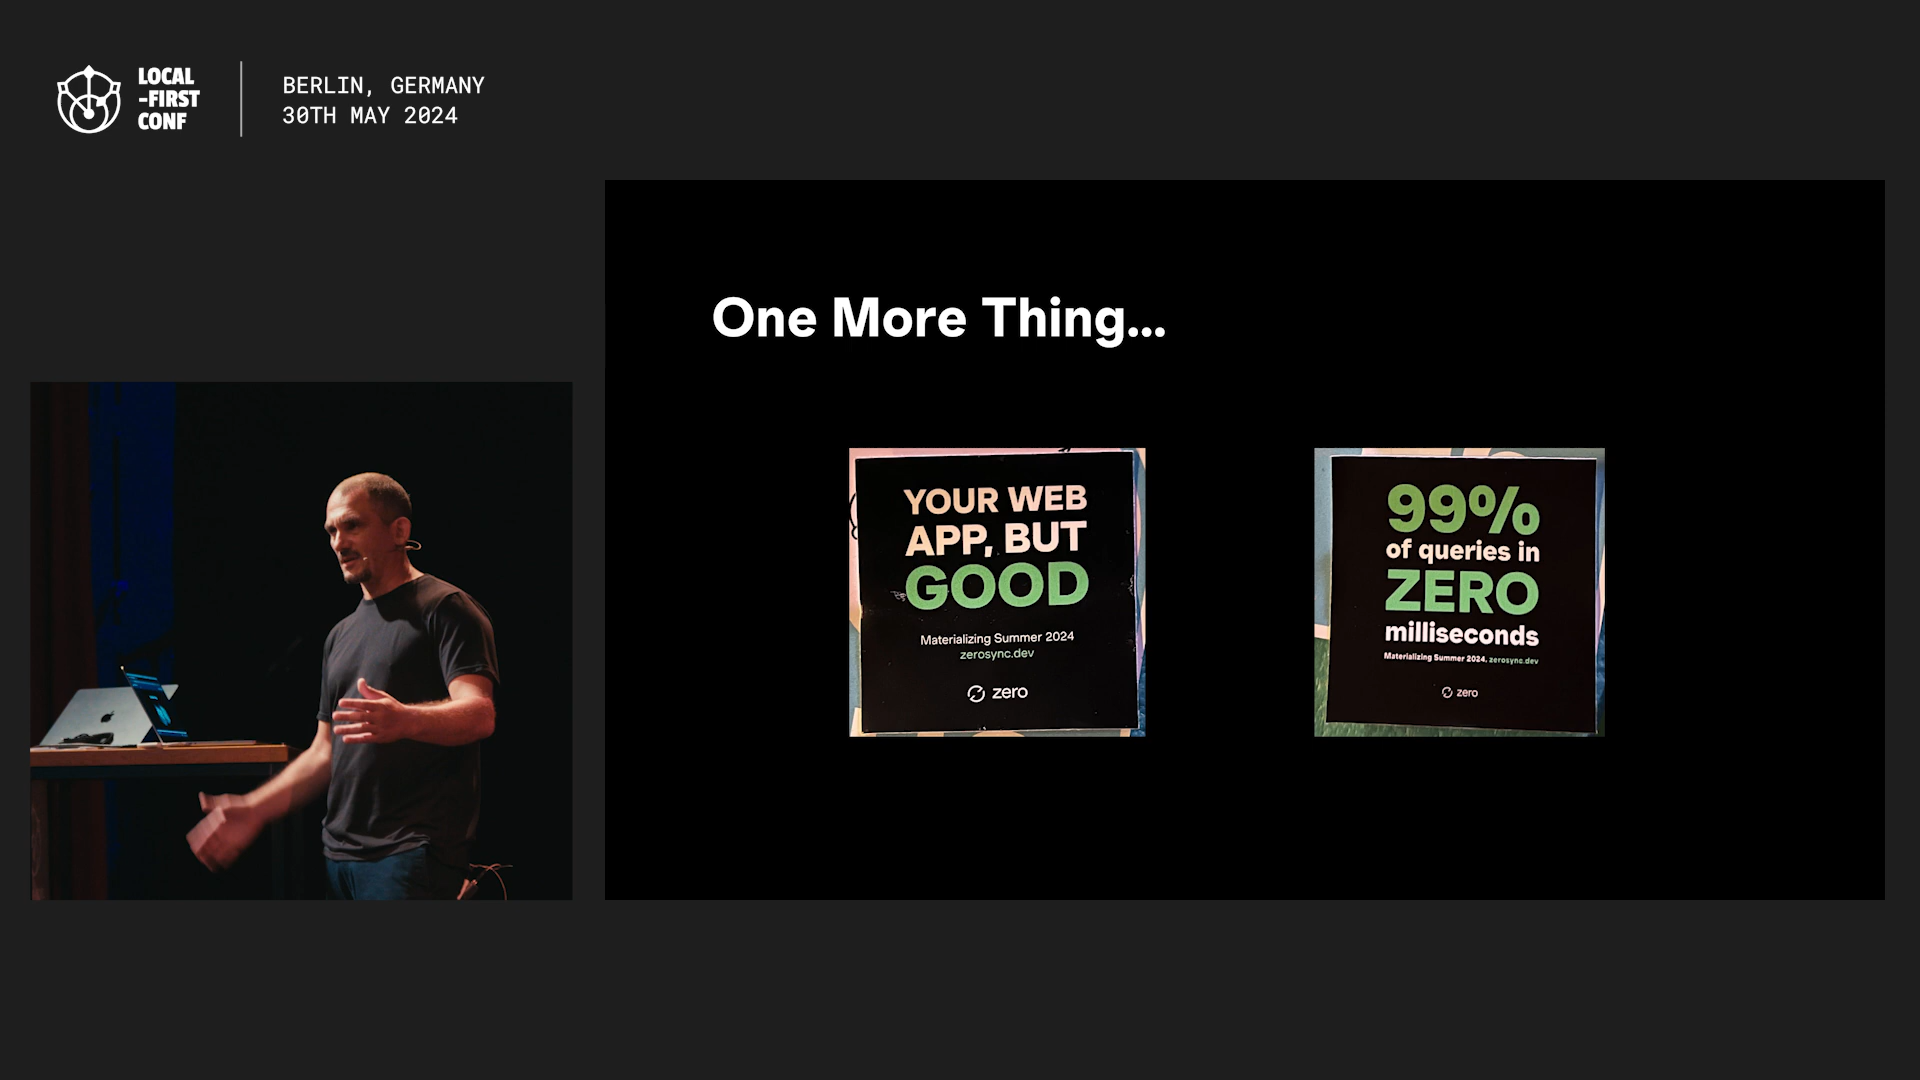 LOCAL
-FIRST
CONF
BERLIN, GERMANY
30TH MAY 2024
One More Thing...
YOUR WEB
APP, BUT
GOOD
Materializing Summer 2024
zerosync.dev
zero
99%
of queries in
ZERO
milliseconds
Materializing Summer 2024, zerosync.dev
zero